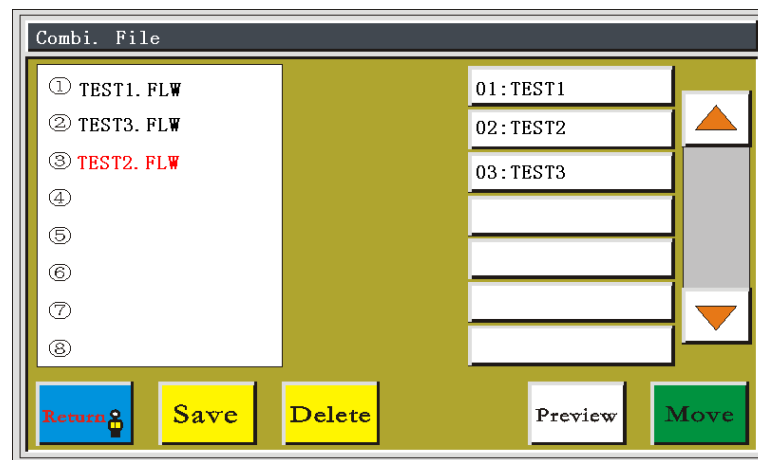 Combi. File
① TEST1. FLW
② TEST3. FLW
③ TEST2. FLW
④
⑤
⑥
⑦
⑧
01:TEST1
02:TEST2
03:TEST3
Return
Save
Delete
Preview
Move